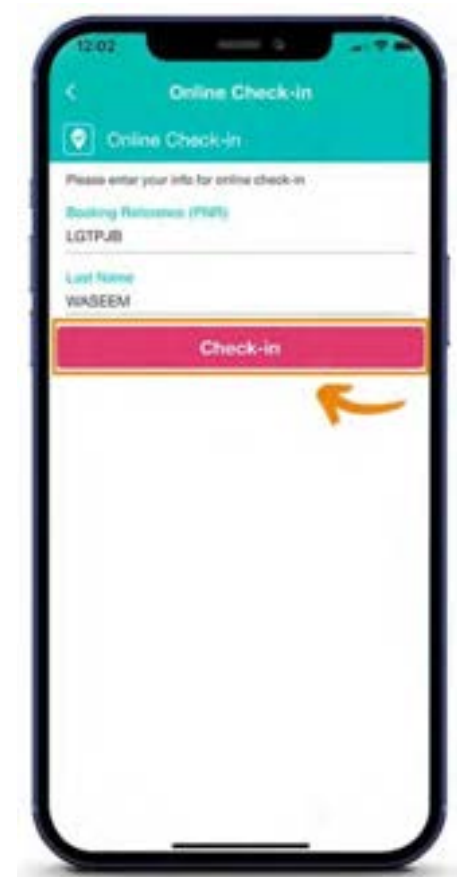 12:02
Online Check-in
Online Check-in
Please enter your info for online check-in
Booking Reference (PNR)
LGTPJB
Last Name
WASEEM
Check-in